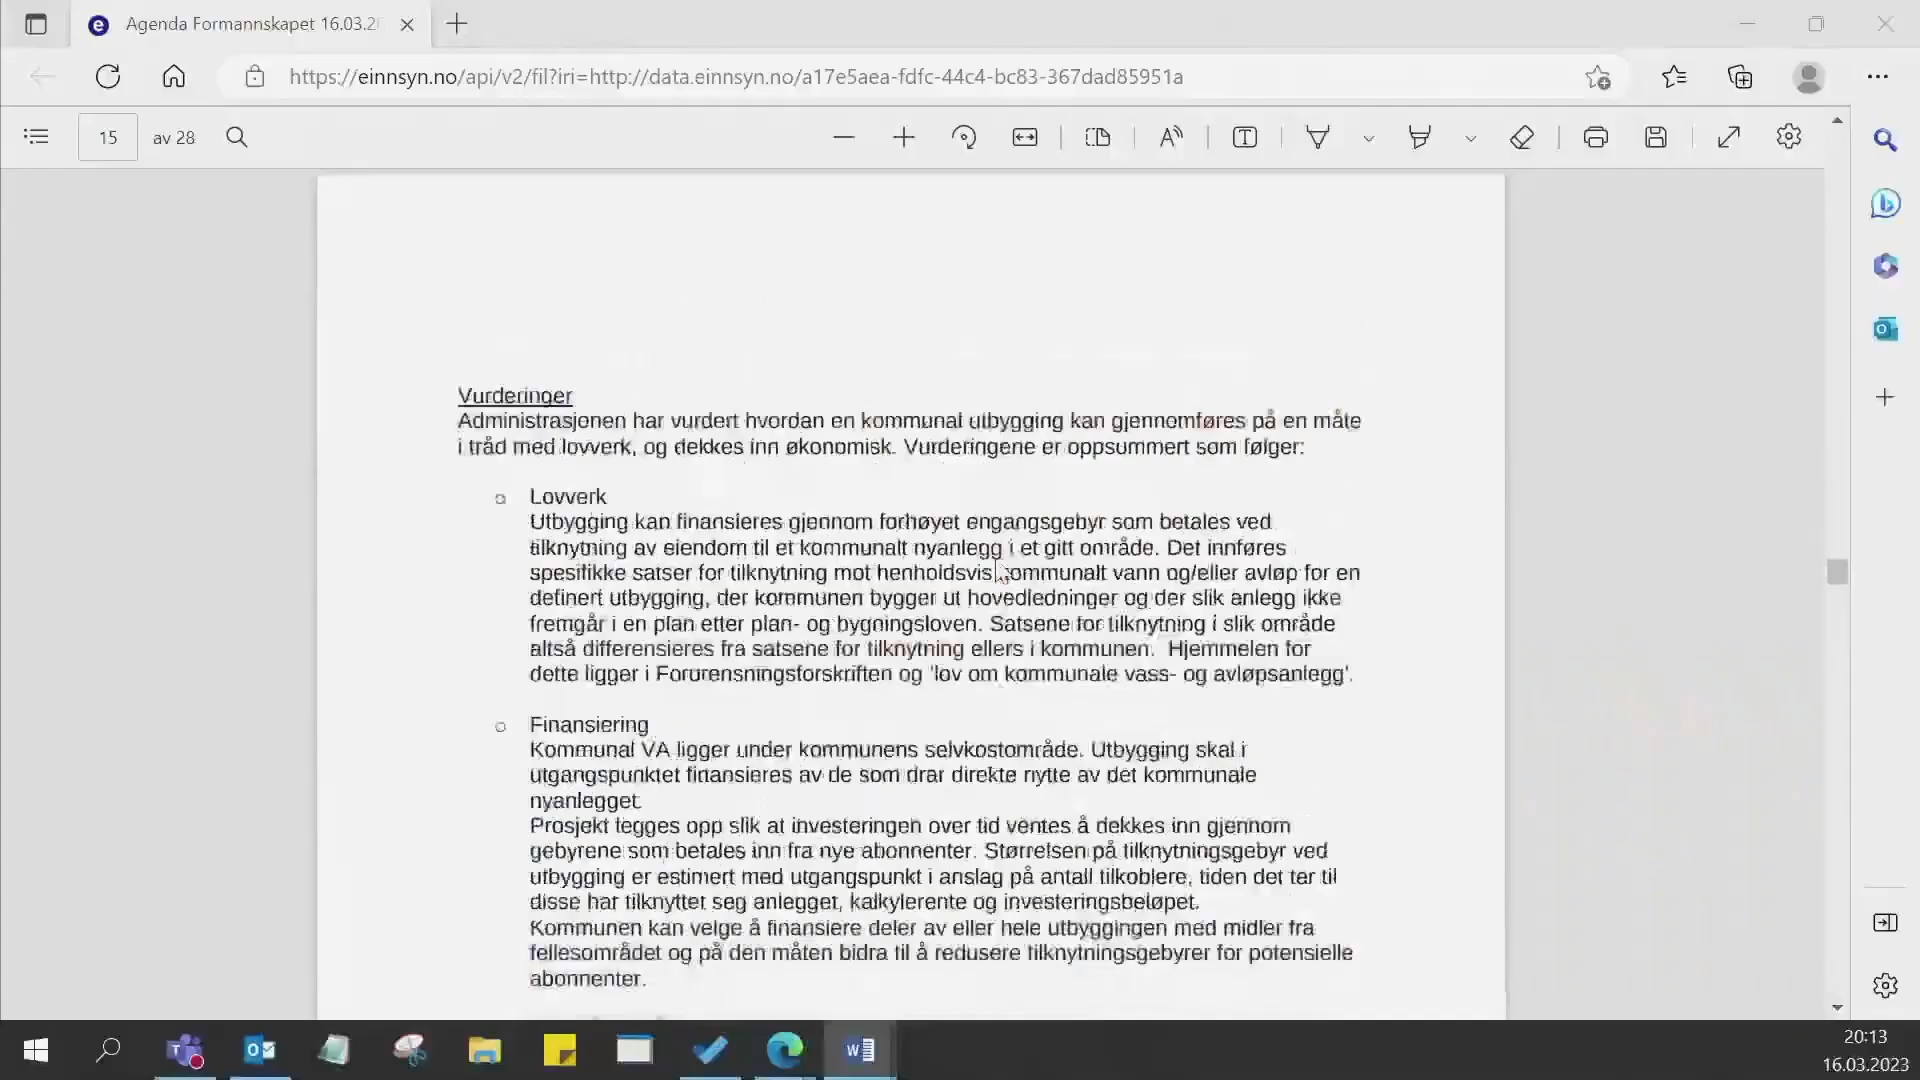 Agenda Formannskapet 16.03.2
https://einnsyn.no/api/v2/fil?iri=http://data.einnsyn.no/a17e5aea-fdfc-44c4-bc83-367dad85951a
15 av 28
Vurderinger
Administrasjonen har vurdert hvordan en kommunal utbygging kan gjennomføres på en måte
i tråd med lovverk, og dekkes inn økonomisk. Vurderingene er oppsummert som følger:
Lovverk
Utbygging kan finansieres gjennom forhøyet engangsgebyr som betales ved
tilknytning av eiendom til et kommunalt nyanlegg i et gitt område. Det innføres
spesifikke satser for tilknytning mot henholdsvis kommunalt vann og/eller avløp for en
definert utbygging, der kommunen bygger ut hovedledninger og der slik anlegg ikke
fremgår i en plan etter plan- og bygningsloven. Satsene for tilknytning i slik område
altså differensieres fra satsene for tilknytning ellers i kommunen. Hjemmelen for
dette ligger i Forurensningsforskriften og 'lov om kommunale vass- og avløpsanlegg'.
Finansiering
Kommunal VA ligger under kommunens selvkostområde. Utbygging skal i
utgangspunktet finansieres av de som drar direkte nytte av det kommunale
nyanlegget.
Prosjekt legges opp slik at investeringen over tid ventes å dekkes inn gjennom
gebyrene som betales inn fra nye abonnenter. Størrelsen på tilknytningsgebyr ved
utbygging er estimert med utgangspunkt i anslag på antall tilkoblere, tiden det tar til
disse har tilknyttet seg anlegget, kalkylerente og investeringsbeløpet.
Kommunen kan velge å finansiere deler av eller hele utbyggingen med midler fra
fellesområdet og på den måten bidra til å redusere tilknytningsgebyrer for potensielle
abonnenter.
20:13
16.03.2023